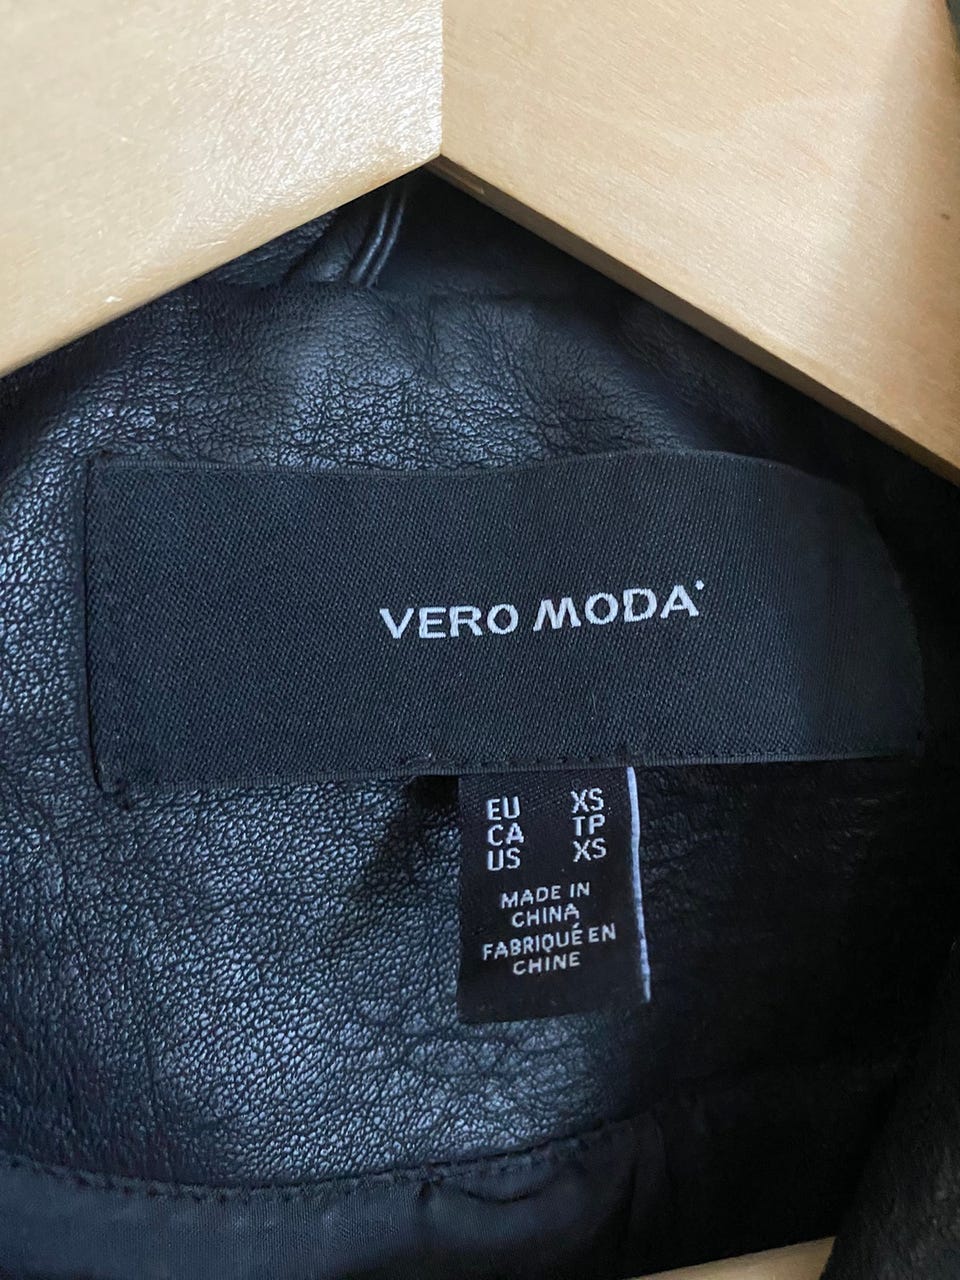 VERO MODA
EU XS
CA TP
US XS
MADE IN
CHINA
FABRIQUÉ EN
CHINE